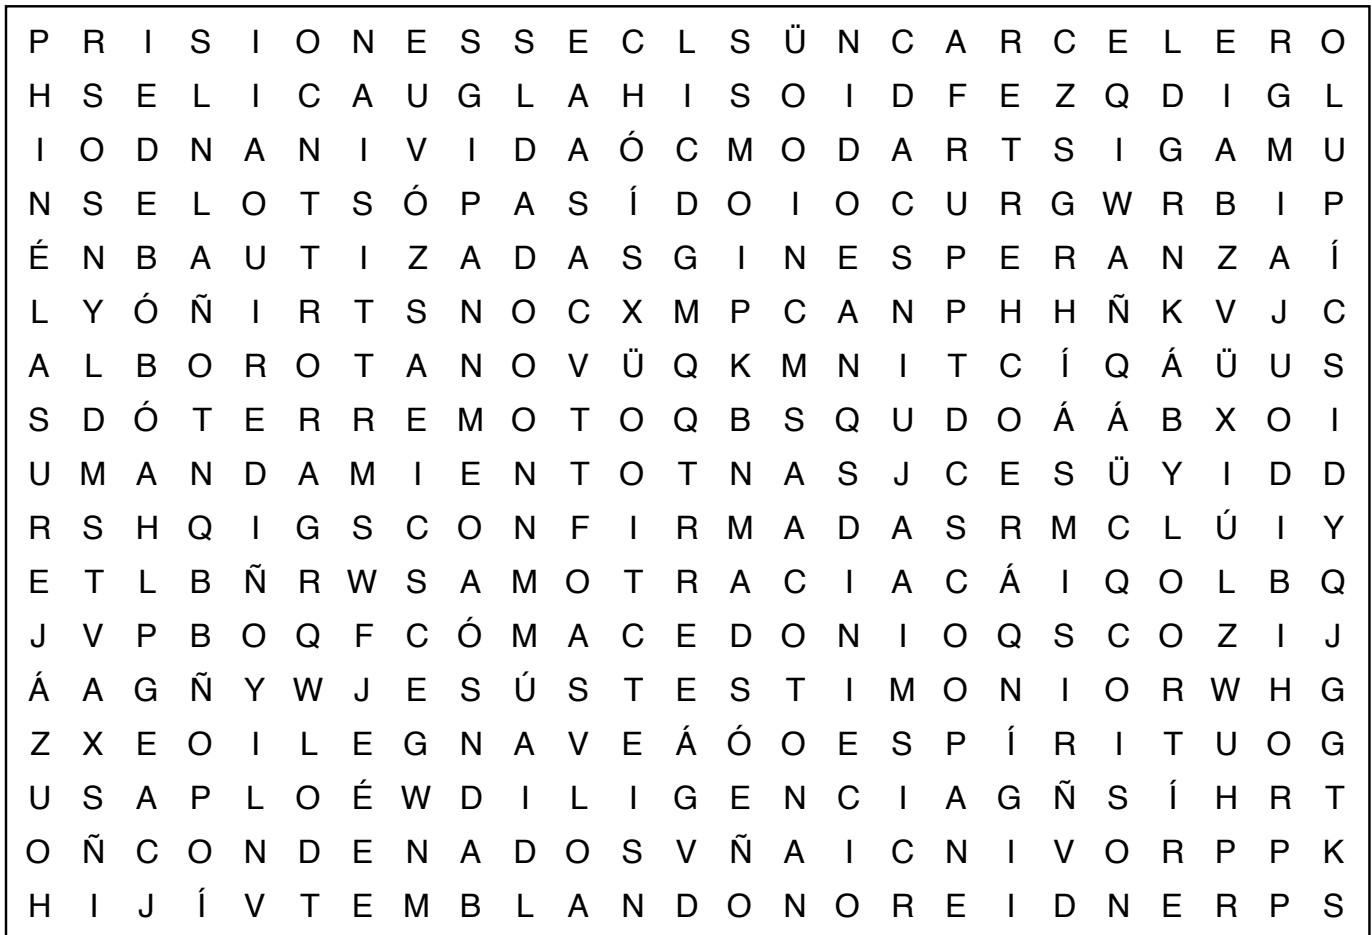 P R I S I O N E S S E C L S Ü N C A R C E L E R O
H S E L I C A U G L A H I S O I D F E Z Q D I G L
I O D N A N I V I D A Ó C M O D A R T S I G A M U
N S E L O T S Ó P A S Í D O I O C U R G W R B I P
É N B A U T I Z A D A S G I N E S P E R A N Z A Í
L Y Ó Ñ I R T S N O C X M P C A N P H H Ñ K V J C
A L B O R O T A N O V Ü Q K M N I T C Í Q Á Ü U S
S D Ó T E R R E M O T O Q B S Q U D O Á Á B X O I
U M A N D A M I E N T O T N A S J C E S Ü Y I D D
R S H Q I G S C O N F I R M A D A S R M C L Ú I Y
E T L B Ñ R W S A M O T R A C I A C Á I Q O L B Q
J V P B O Q F C Ó M A C E D O N I O Q S C O Z I J
Á A G Ñ Y W J E S Ú S T E S T I M O N I O R W H G
Z X E O I L E G N A V E Á Ó O E S P Í R I T U O G
U S A P L O É W D I L I G E N C I A G Ñ S Í H R T
O Ñ C O N D E N A D O S V Ñ A I C N I V O R P P K
H I J Í V T E M B L A N D O N O R E I D N E R P S